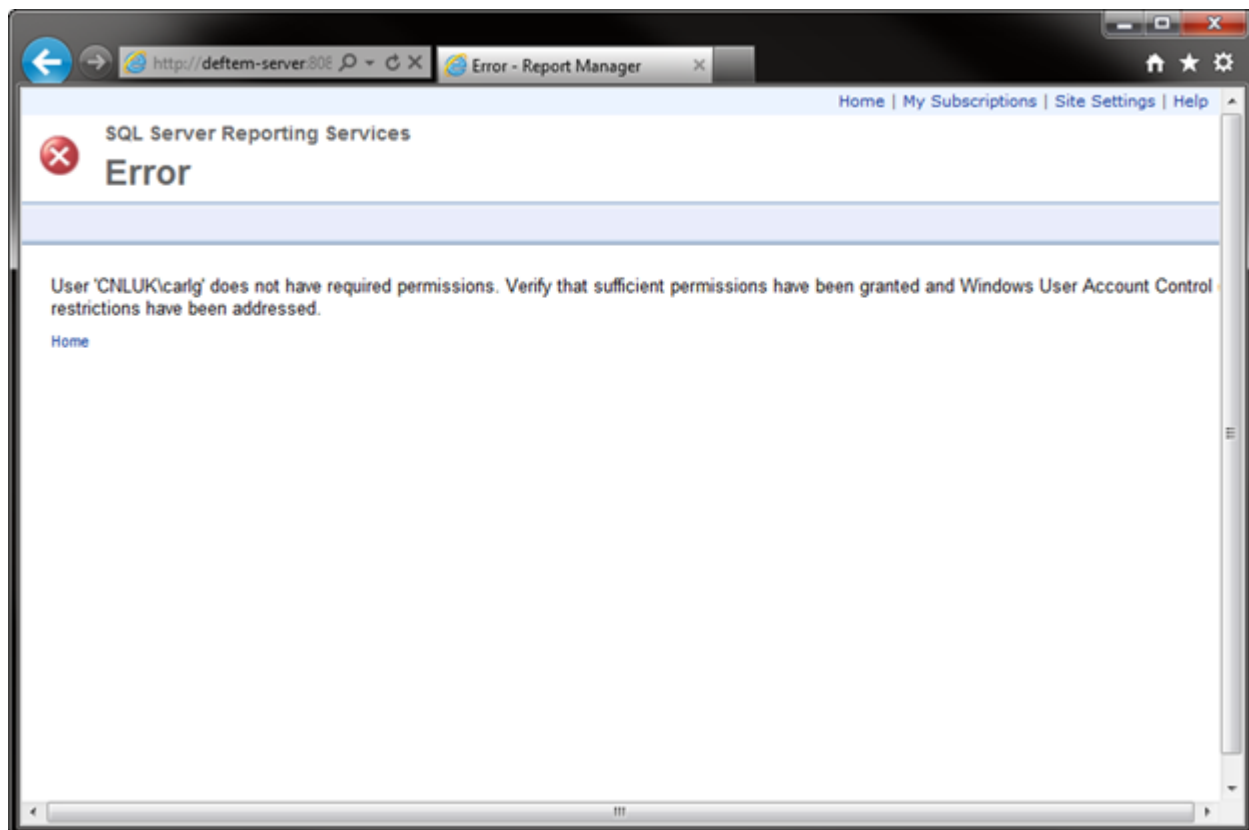 http://deftem-server:808
Error - Report Manager
Home | My Subscriptions | Site Settings | Help
SQL Server Reporting Services
Error
User 'CNLUK\carlg' does not have required permissions. Verify that sufficient permissions have been granted and Windows User Account Control
restrictions have been addressed.
Home